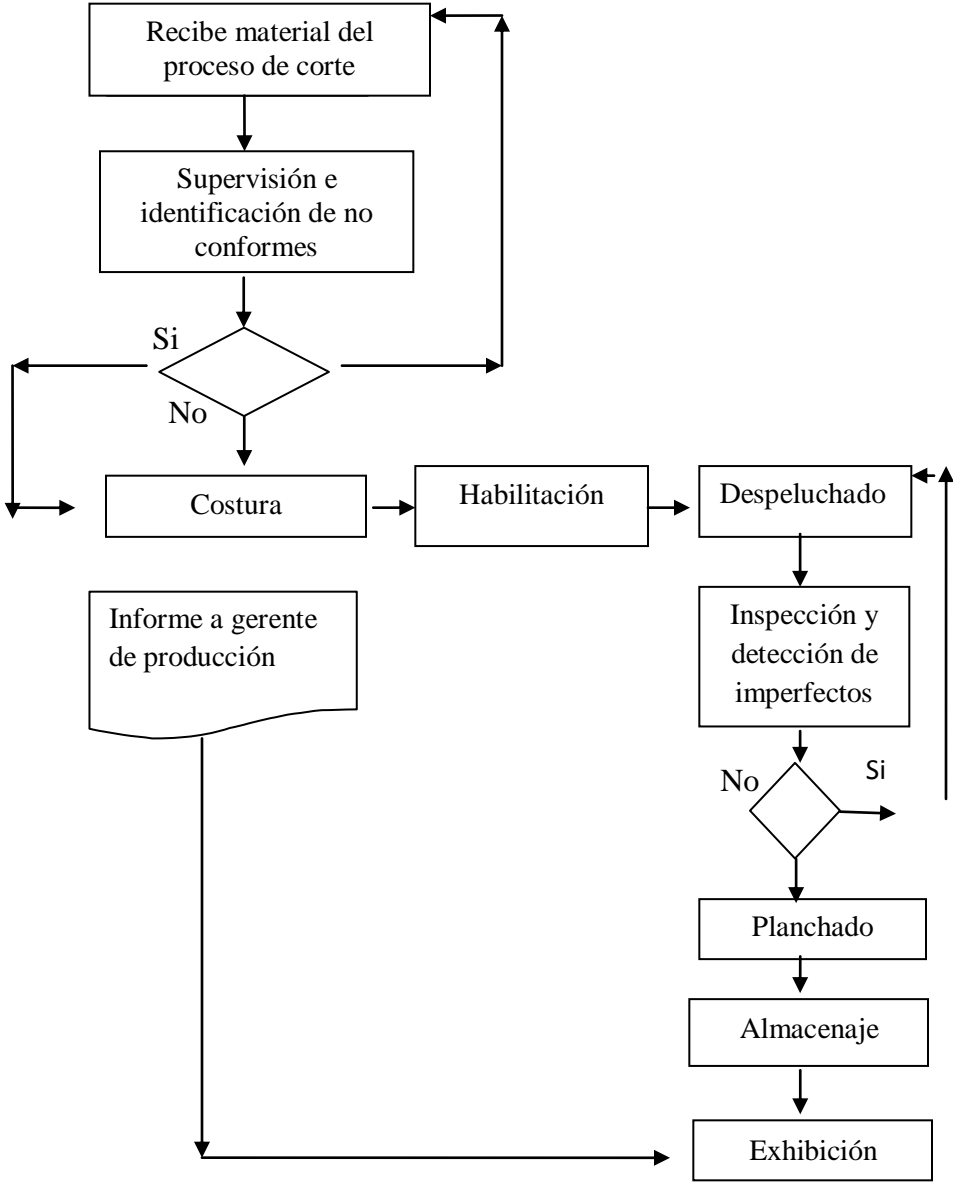 Recibe material del
proceso de corte
Supervisión e
identificación de no
conformes
Si
No
Costura
Habilitación
Despeluchado
Informe a gerente
de producción
Inspección y
detección de
imperfectos
No
Si
Planchado
Almacenaje
Exhibición